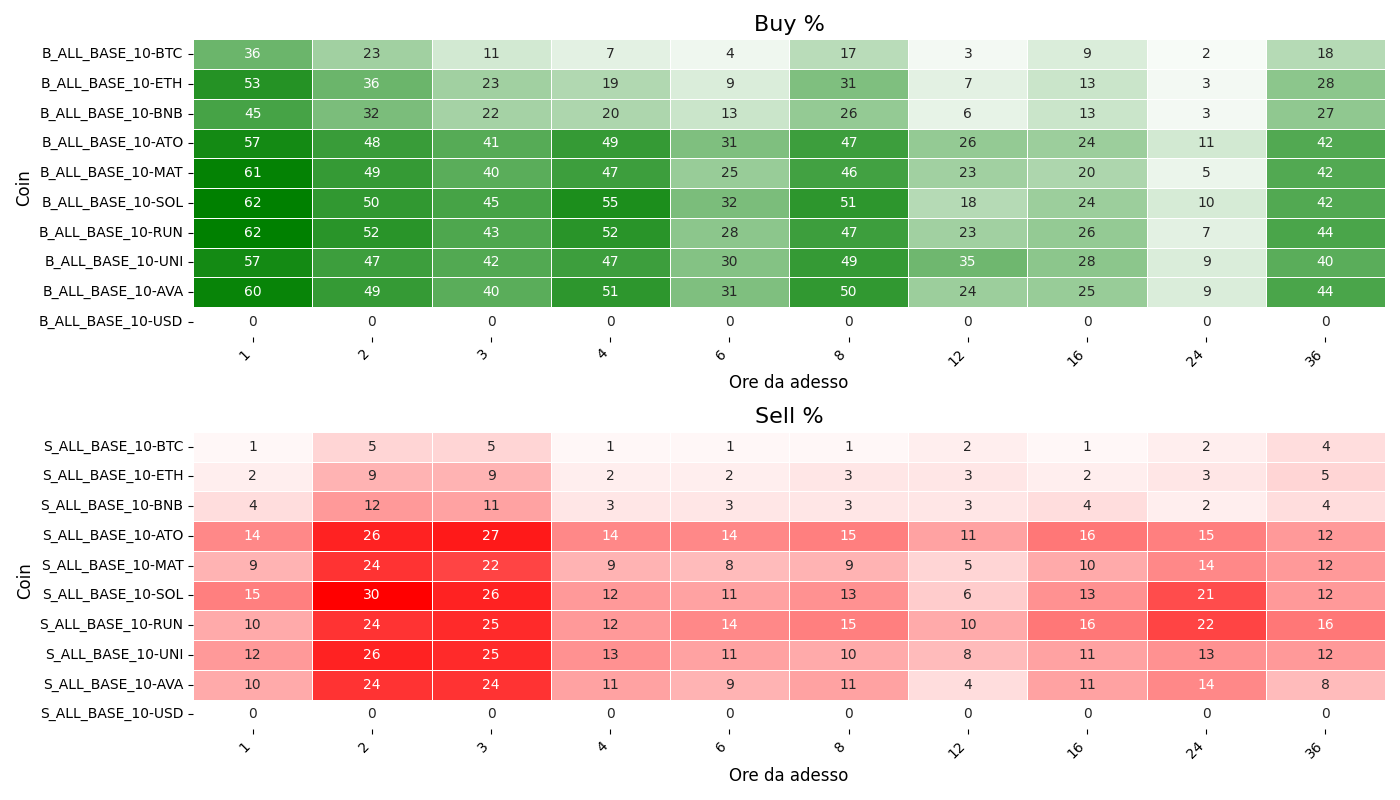 Buy %
Coin
B_ALL_BASE_10-BTC 36 23 11 7 4 17 3 9 2 18
B_ALL_BASE_10-ETH 53 36 23 19 9 31 7 13 3 28
B_ALL_BASE_10-BNB 45 32 22 20 13 26 6 13 3 27
B_ALL_BASE_10-ATO 57 48 41 49 31 47 26 24 11 42
B_ALL_BASE_10-MAT 61 49 40 47 25 46 23 20 5 42
B_ALL_BASE_10-SOL 62 50 45 55 32 51 18 24 10 42
B_ALL_BASE_10-RUN 62 52 43 52 28 47 23 26 7 44
B_ALL_BASE_10-UNI 57 47 42 47 30 49 35 28 9 40
B_ALL_BASE_10-AVA 60 49 40 51 31 50 24 25 9 44
B_ALL_BASE_10-USD 0 0 0 0 0 0 0 0 0 0
1 2 3 4 6 8 12 16 24 36
Ore da adesso
Sell %
Coin
S_ALL_BASE_10-BTC 1 5 5 1 1 1 2 1 2 4
S_ALL_BASE_10-ETH 2 9 9 2 2 3 3 2 3 5
S_ALL_BASE_10-BNB 4 12 11 3 3 3 3 4 2 4
S_ALL_BASE_10-ATO 14 26 27 14 14 15 11 16 15 12
S_ALL_BASE_10-MAT 9 24 22 9 8 9 5 10 14 12
S_ALL_BASE_10-SOL 15 30 26 12 11 13 6 13 21 12
S_ALL_BASE_10-RUN 10 24 25 12 14 15 10 16 22 16
S_ALL_BASE_10-UNI 12 26 25 13 11 10 8 11 13 12
S_ALL_BASE_10-AVA 10 24 24 11 9 11 4 11 14 8
S_ALL_BASE_10-USD 0 0 0 0 0 0 0 0 0 0
1 2 3 4 6 8 12 16 24 36
Ore da adesso